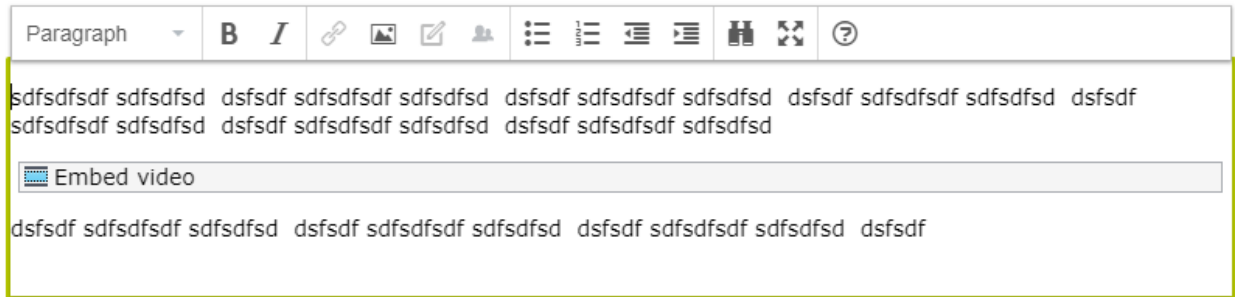 Paragraph
sdfsdfsdf sdfsdfsd  dsfsdf sdfsdfsdf sdfsdfsd  dsfsdf sdfsdfsdf sdfsdfsd  dsfsdf sdfsdfsdf sdfsdfsd  dsfsdf
sdfsdfsdf sdfsdfsd  dsfsdf sdfsdfsdf sdfsdfsd  dsfsdf sdfsdfsdf sdfsdfsd
Embed video
dsfsdf sdfsdfsdf sdfsdfsd  dsfsdf sdfsdfsdf sdfsdfsd  dsfsdf sdfsdfsdf sdfsdfsd  dsfsdf